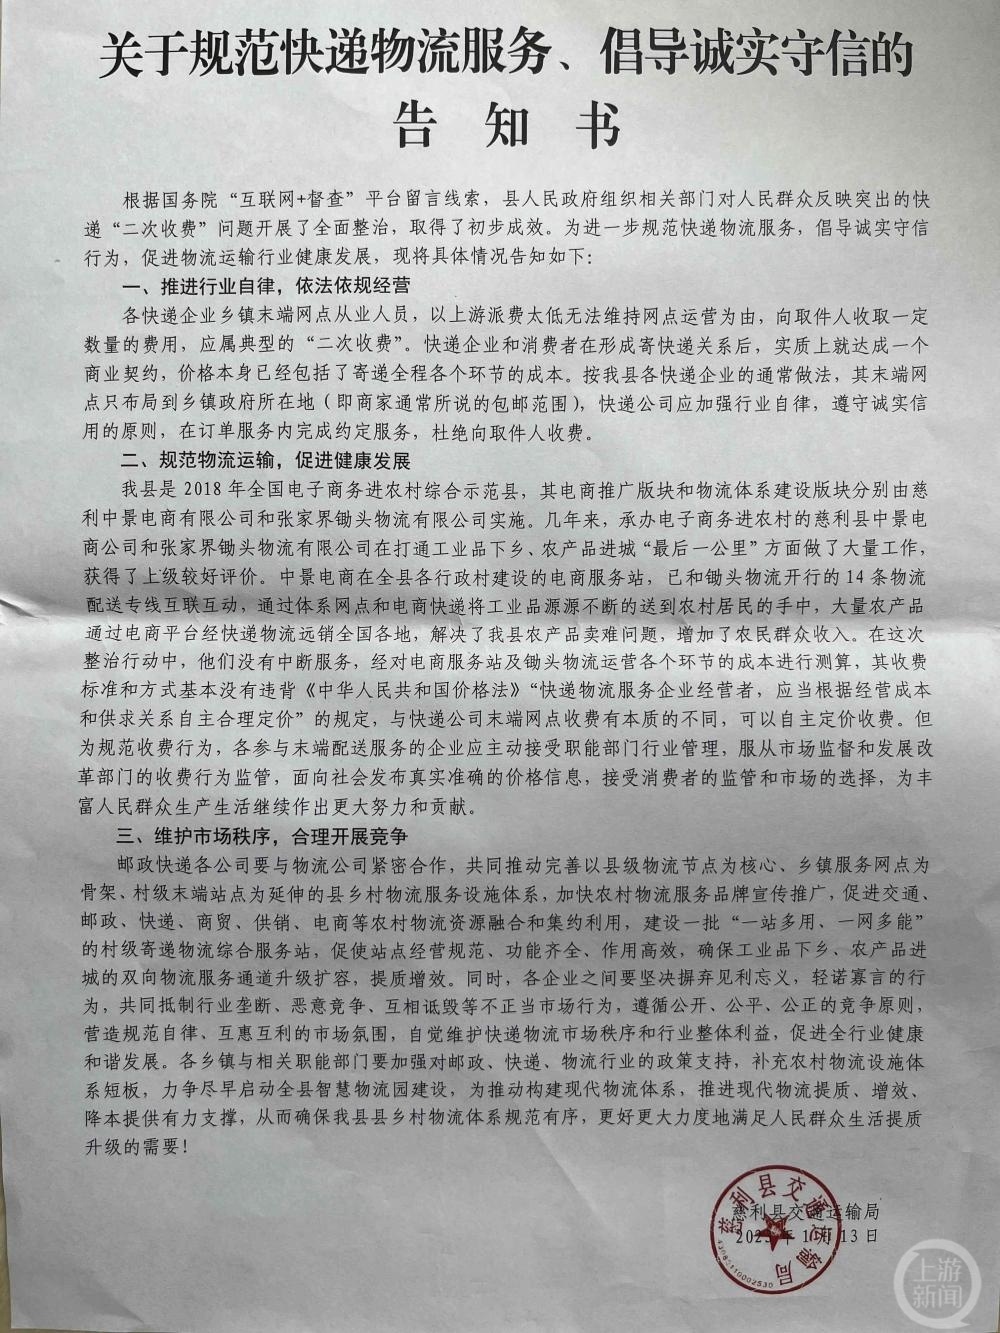 关于规范快递物流服务、倡导诚实守信的
告 知 书
根据国务院“互联网+督查”平台留言线索，县人民政府组织相关部门对人民群众反映突出的快
递“二次收费”问题开展了全面整治，取得了初步成效。为进一步规范快递物流服务，倡导诚实守信
行为，促进物流运输行业健康发展，现将具体情况告知如下：
一、推进行业自律，依法依规经营
各快递企业乡镇末端网点从业人员，以上游派费太低无法维持网点运营为由，向取件人收取一定
数量的费用，应属典型的“二次收费”。快递企业和消费者在形成寄快递关系后，实质上就达成一个
商业契约，价格本身已经包括了寄递全程各个环节的成本。按我县各快递企业的通常做法，其末端网
点只布局到乡镇政府所在地（即商家通常所说的包邮范围），快递公司应加强行业自律，遵守诚实信
用的原则，在订单服务内完成约定服务，杜绝向取件人收费。
二、规范物流运输，促进健康发展
我县是 2018 年全国电子商务进农村综合示范县，其电商推广版块和物流体系建设版块分别由慈
利中景电商有限公司和张家界锄头物流有限公司实施。几年来，承办电子商务进农村的慈利县中景电
商公司和张家界锄头物流有限公司在打通工业品下乡、农产品进城“最后一公里”方面做了大量工作，
获得了上级较好评价。中景电商在全县各行政村建设的电商服务站，已和锄头物流开行的 14 条物流
配送专线互联互动，通过体系网点和电商快递将工业品源源不断的送到农村居民的手中，大量农产品
通过电商平台经快递物流远销全国各地，解决了我县农产品卖难问题，增加了农民群众收入。在这次
整治行动中，他们没有中断服务，经对电商服务站及锄头物流运营各个环节的成本进行测算，其收费
标准和方式基本没有违背《中华人民共和国价格法》“快递物流服务企业经营者，应当根据经营成本
和供求关系自主合理定价”的规定，与快递公司末端网点收费有本质的不同，可以自主定价收费。但
为规范收费行为，各参与末端配送服务的企业应主动接受职能部门行业管理，服从市场监督和发展改
革部门的收费行为监管，面向社会发布真实准确的价格信息，接受消费者的监管和市场的选择，为丰
富人民群众生产生活继续作出更大努力和贡献。
三、维护市场秩序，合理开展竞争
邮政快递各公司要与物流公司紧密合作，共同推动完善以县级物流节点为核心、乡镇服务网点为
骨架、村级末端站点为延伸的县乡村物流服务设施体系，加快农村物流服务品牌宣传推广，促进交通、
邮政、快递、商贸、供销、电商等农村物流资源融合和集约利用，建设一批“一站多用、一网多能”
的村级寄递物流综合服务站，促使站点经营规范、功能齐全、作用高效，确保工业品下乡、农产品进
城的双向物流服务通道升级扩容，提质增效。同时，各企业之间要坚决摒弃见利忘义，轻诺寡言的行
为，共同抵制行业垄断、恶意竞争、互相诋毁等不正当市场行为，遵循公开、公平、公正的竞争原则，
营造规范自律、互惠互利的市场氛围，自觉维护快递物流市场秩序和行业整体利益，促进全行业健康
和谐发展。各乡镇与相关职能部门要加强对邮政、快递、物流行业的政策支持，补充农村物流设施体
系短板，力争尽早启动全县智慧物流园建设，为推动构建现代物流体系，推进现代物流提质、增效、
降本提供有力支撑，从而确保我县县乡村物流体系规范有序，更好更大力度地满足人民群众生活提质
升级的需要！
慈利县交通运输局
年 1 月 13 日
慈利县交通运输局
上游
新闻